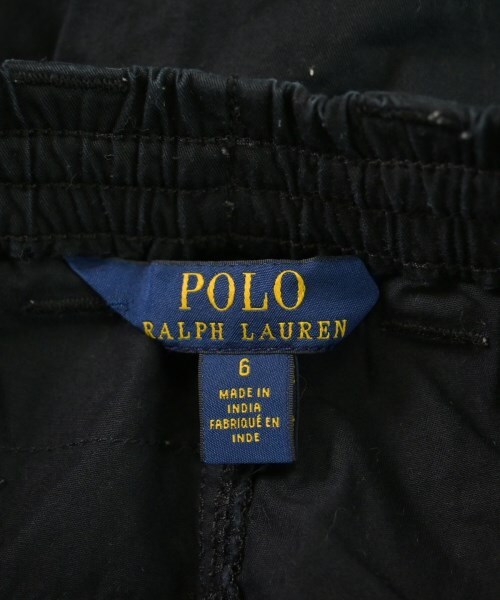 POLO
RALPH LAUREN
6
MADE IN
INDIA
FABRIQUÉ EN
INDE